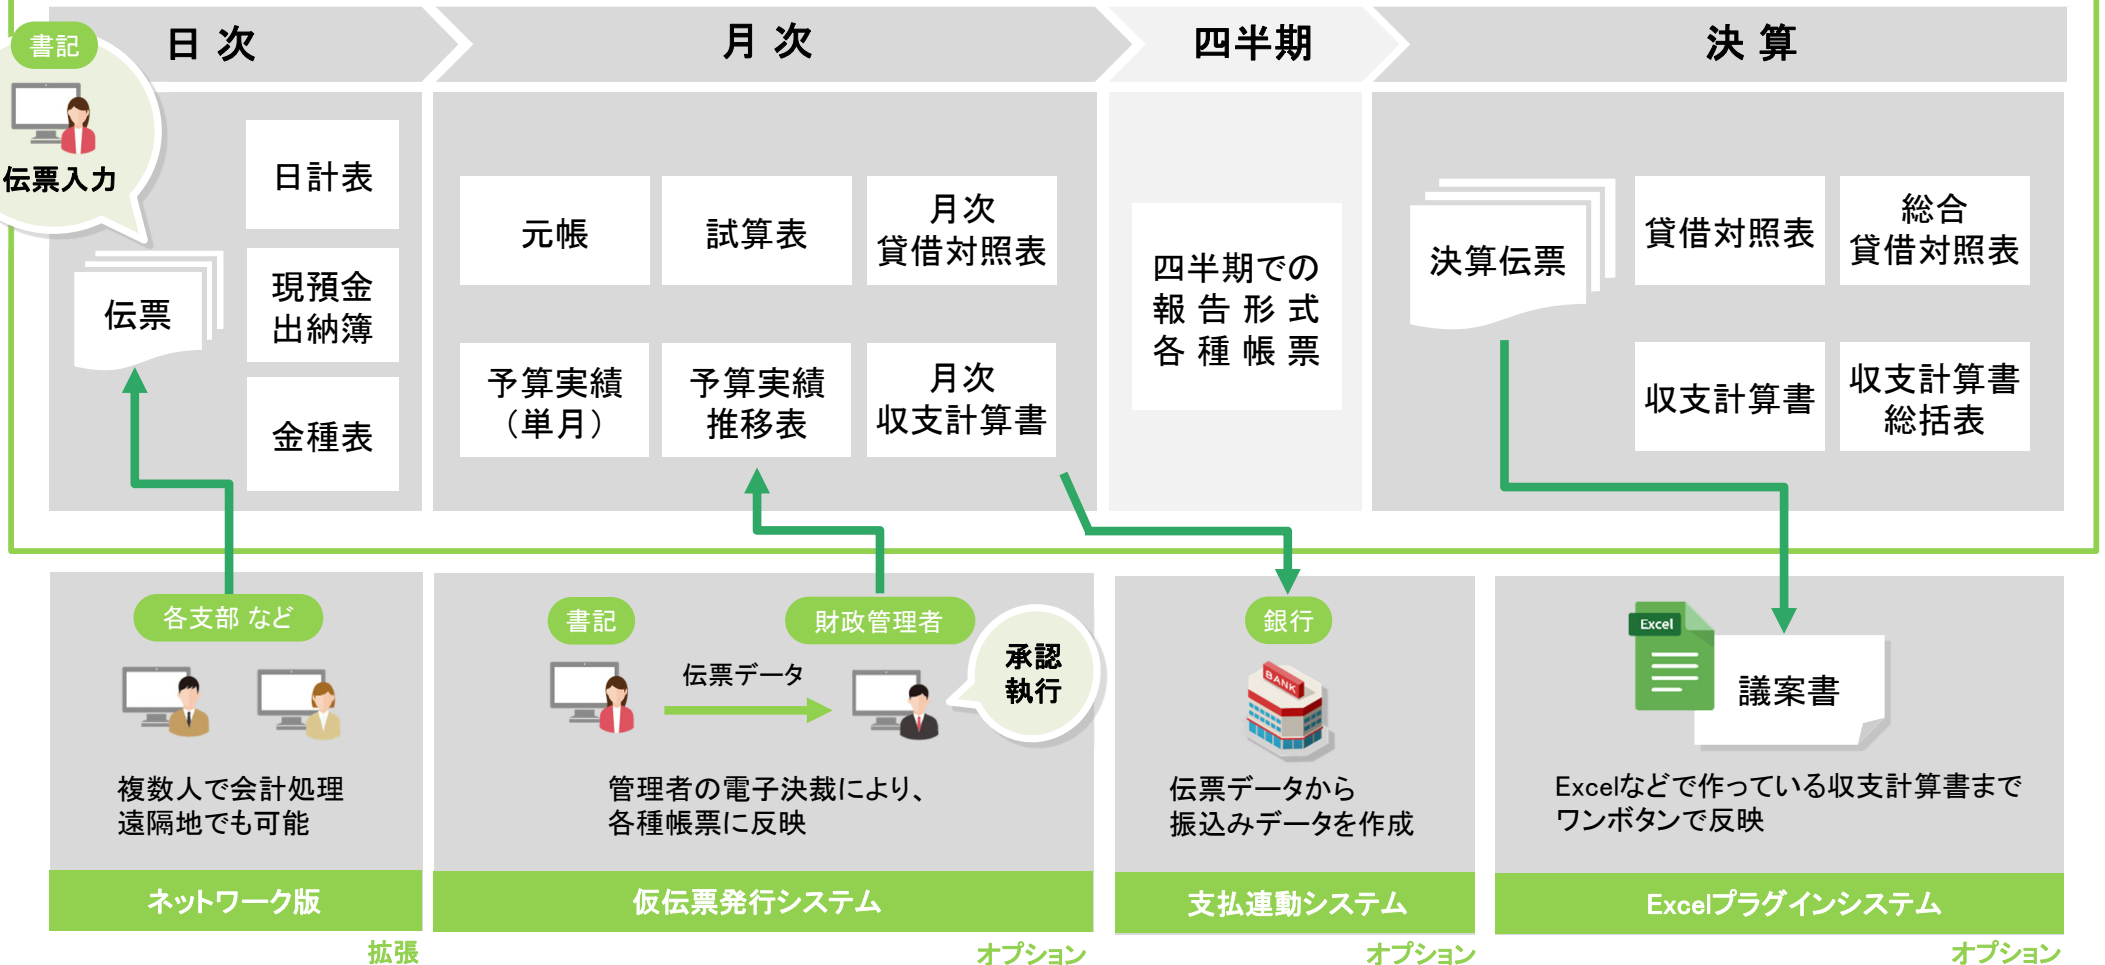 日次
月次
四半期
決算
書記
伝票入力
伝票
日計表
現預金
出納簿
金種表
元帳
試算表
月次
貸借対照表
予算実績
（単月）
予算実績
推移表
月次
収支計算書
四半期での
報告形式
各種帳票
決算伝票
貸借対照表
総合
貸借対照表
収支計算書
収支計算書
総括表
各支部 など
複数人で会計処理
遠隔地でも可能
ネットワーク版
拡張
書記
伝票データ
財政管理者
承認
執行
管理者の電子決裁により、
各種帳票に反映
仮伝票発行システム
オプション
銀行
BANK
伝票データから
振込みデータを作成
支払連動システム
オプション
Excel
議案書
Excelなどで作っている収支計算書まで
ワンボタンで反映
Excelプラグインシステム
オプション